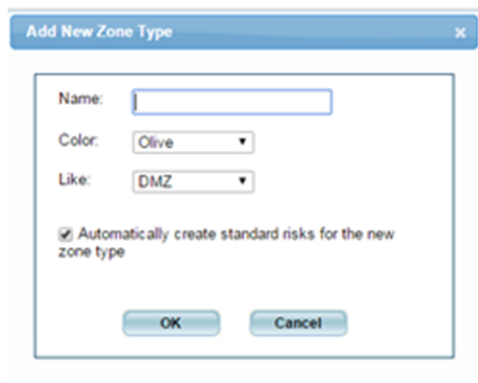 Add New Zone Type
Name:
Color: Olive
Like: DMZ
Automatically create standard risks for the new
zone type
OK Cancel